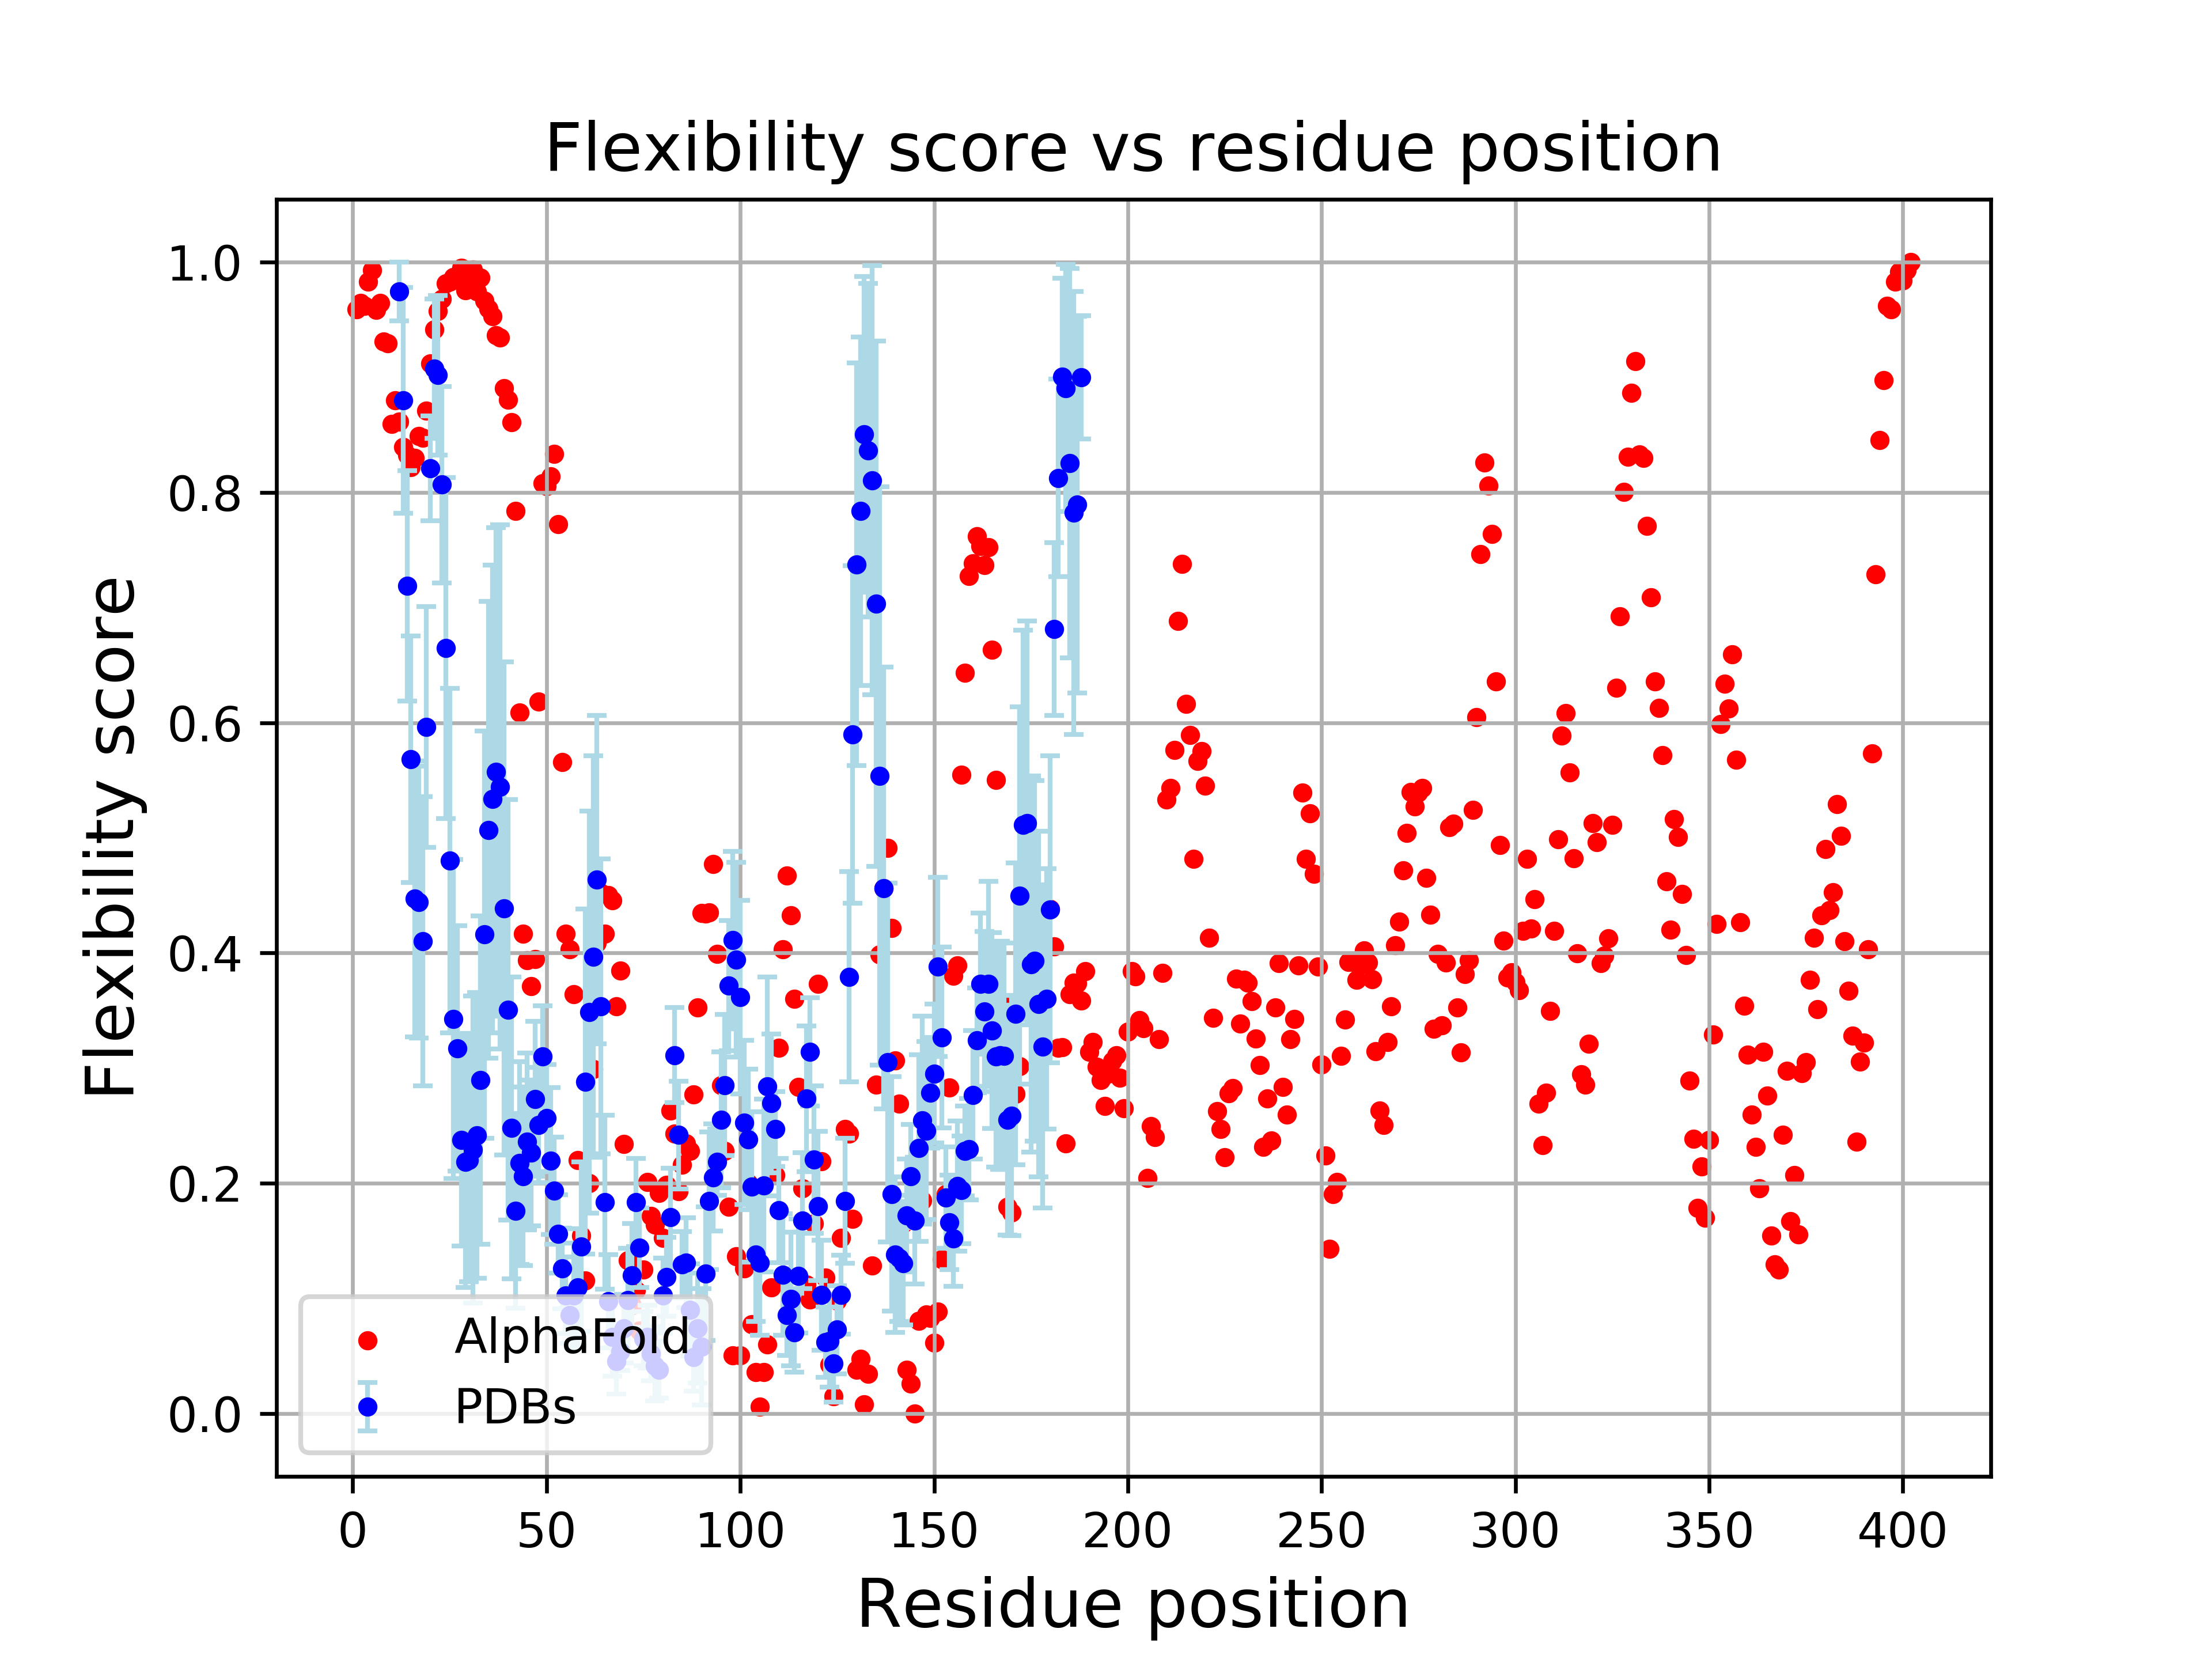 Flexibility score vs residue position
1.0
0.8
0.6
0.4
0.2
0.0
Flexibility score
AlphaFold
PDBs
0 50 100 150 200 250 300 350 400
Residue position